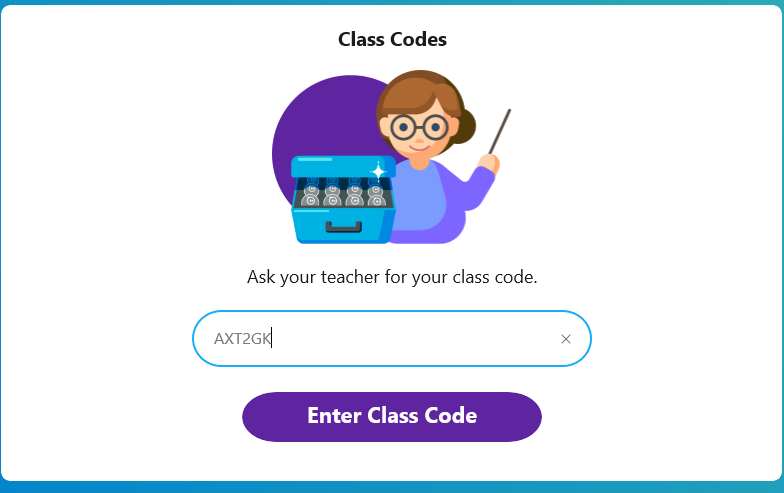 Class Codes
Ask your teacher for your class code.
AXT2GK
Enter Class Code